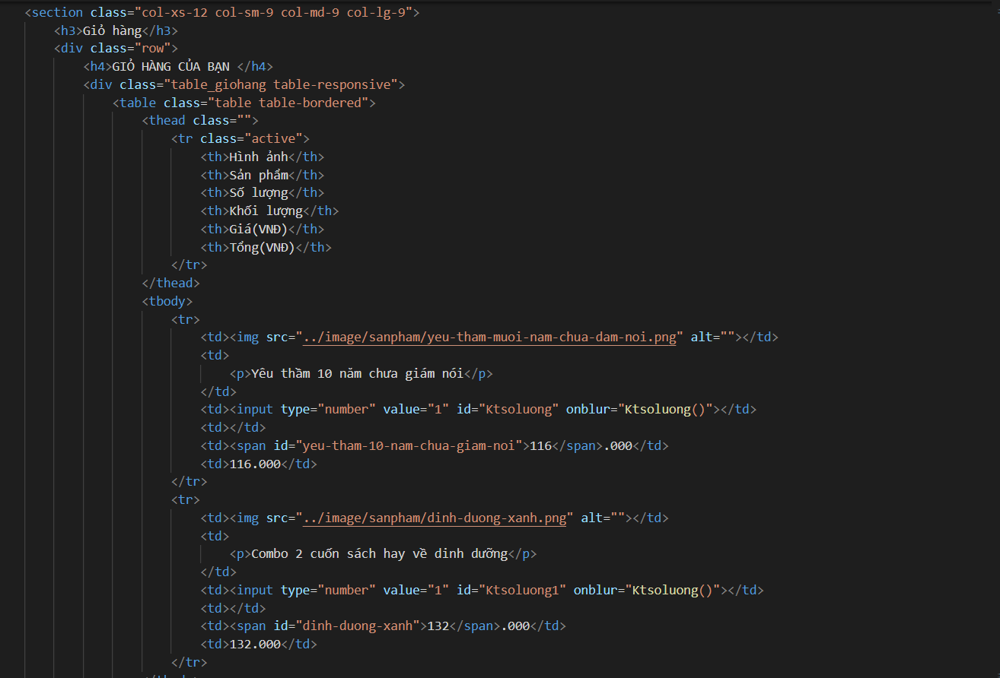 <section class="col-xs-12 col-sm-9 col-md-9 col-lg-9">
<h3>Giỏ hàng</h3>
<div class="row">
<h4>GIỎ HÀNG CỦA BẠN </h4>
<div class="table_giohang table-responsive">
<table class="table table-bordered">
<thead class="">
<tr class="active">
<th>Hình ảnh</th>
<th>Sản phẩm</th>
<th>Số lượng</th>
<th>Khối lượng</th>
<th>Giá(VNĐ)</th>
<th>Tổng(VNĐ)</th>
</tr>
</thead>
<tbody>
<tr>
<td><img src="../image/sanpham/yeu-tham-muoi-nam-chua-dam-noi.png" alt=""></td>
<td>
<p>Yêu thầm 10 năm chưa giám nói</p>
</td>
<td><input type="number" value="1" id="Ktsoluong" onblur="Ktsoluong()"></td>
<td></td>
<td><span id="yeu-tham-10-nam-chua-giam-noi">116</span>.000</td>
<td>116.000</td>
</tr>
<tr>
<td><img src="../image/sanpham/dinh-duong-xanh.png" alt=""></td>
<td>
<p>Combo 2 cuốn sách hay về dinh dưỡng</p>
</td>
<td><input type="number" value="1" id="Ktsoluong1" onblur="Ktsoluong()"></td>
<td></td>
<td><span id="dinh-duong-xanh">132</span>.000</td>
<td>132.000</td>
</tr>